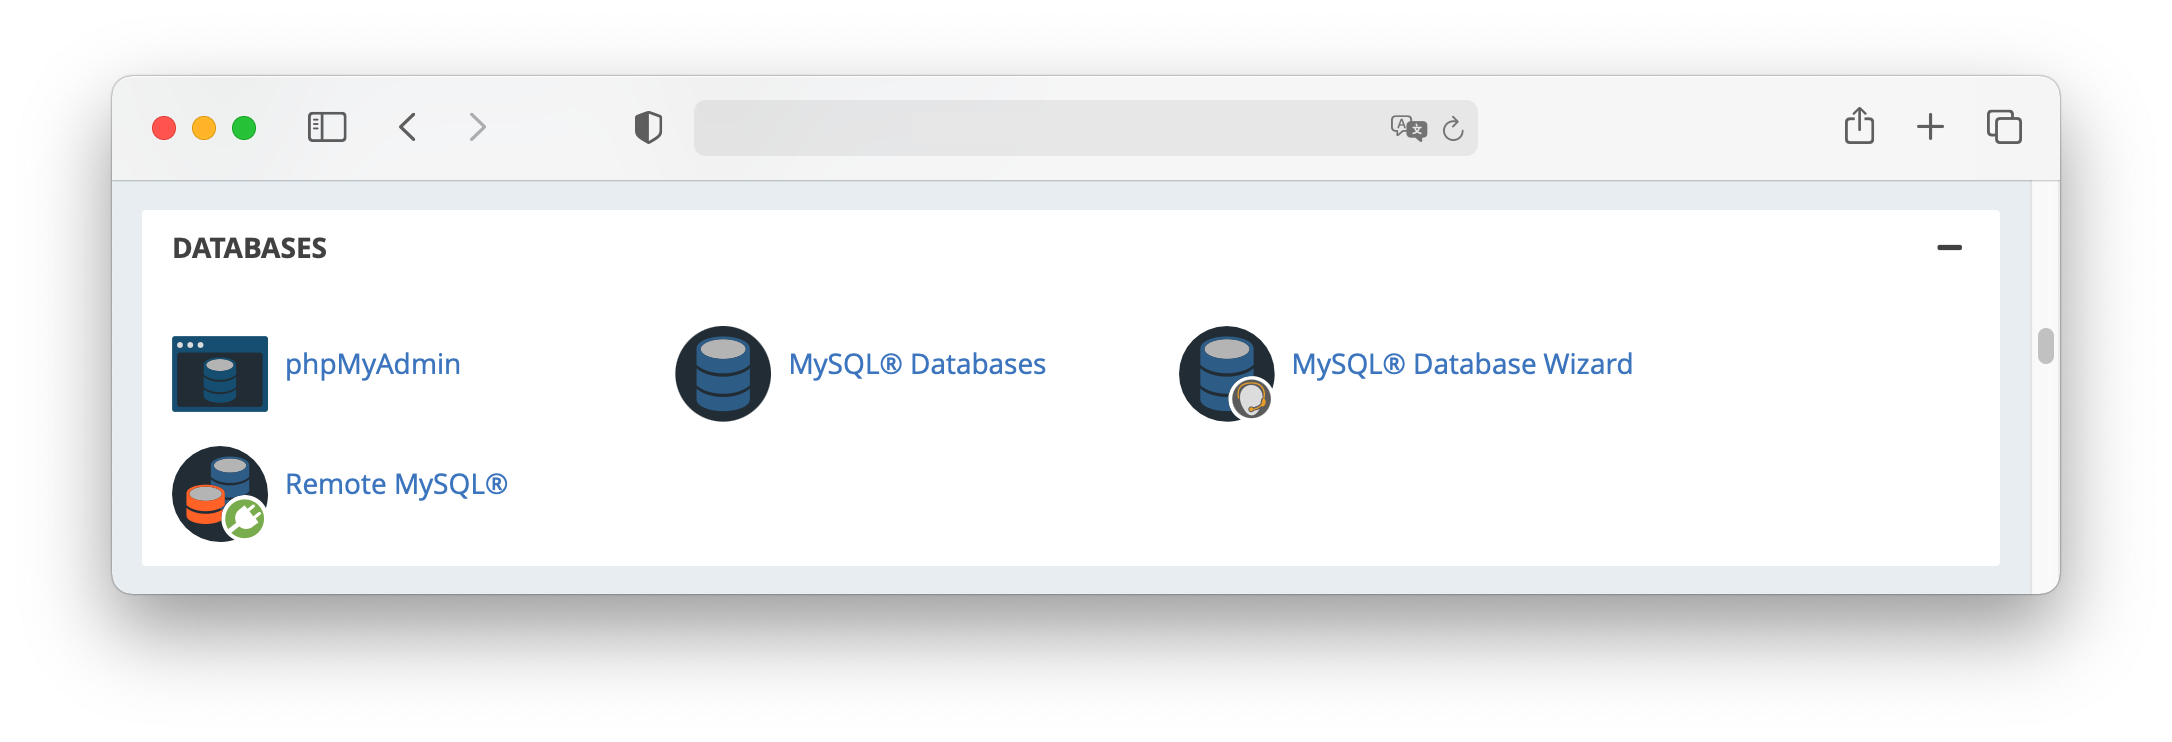 DATABASES
phpMyAdmin
MySQL® Databases
MySQL® Database Wizard
Remote MySQL®